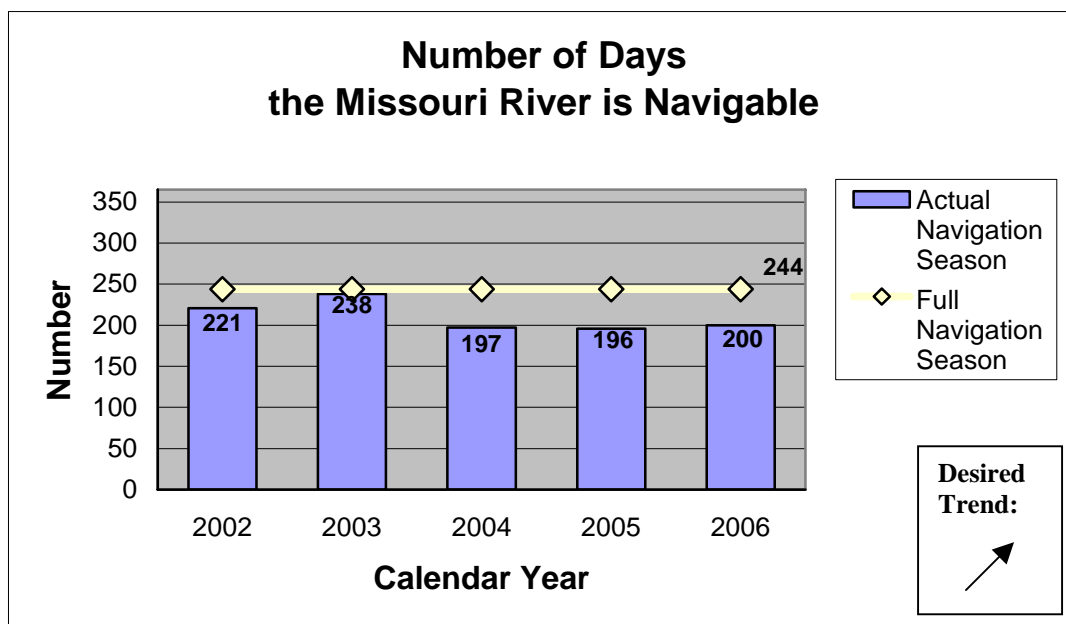 Number of Days
the Missouri River is Navigable
350
300
250
200
150
100
50
0
Number
221
238
197
196
200
244
2002
2003
2004
2005
2006
Calendar Year
Actual
Navigation
Season
Full
Navigation
Season
Desired
Trend: